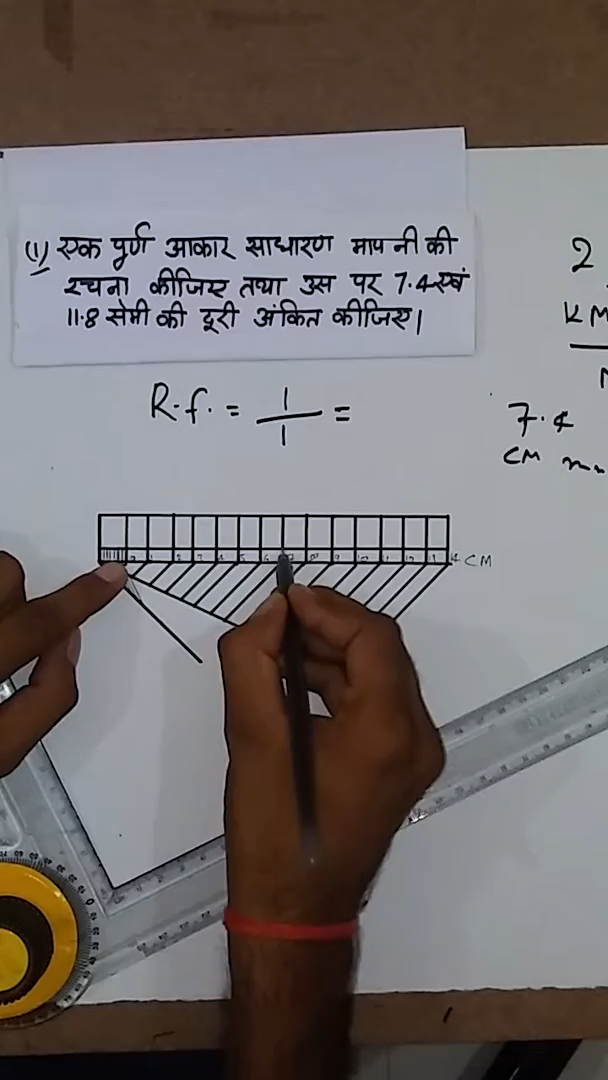 (1) एक पूर्ण आकार साधारण मापनी की
रचना कीजिए तथा उस पर 7.4 एवं
11.8 सेमी की दूरी अंकित कीजिए।
R.f. = 1/1 =
2
KM
7.4
CM
CM